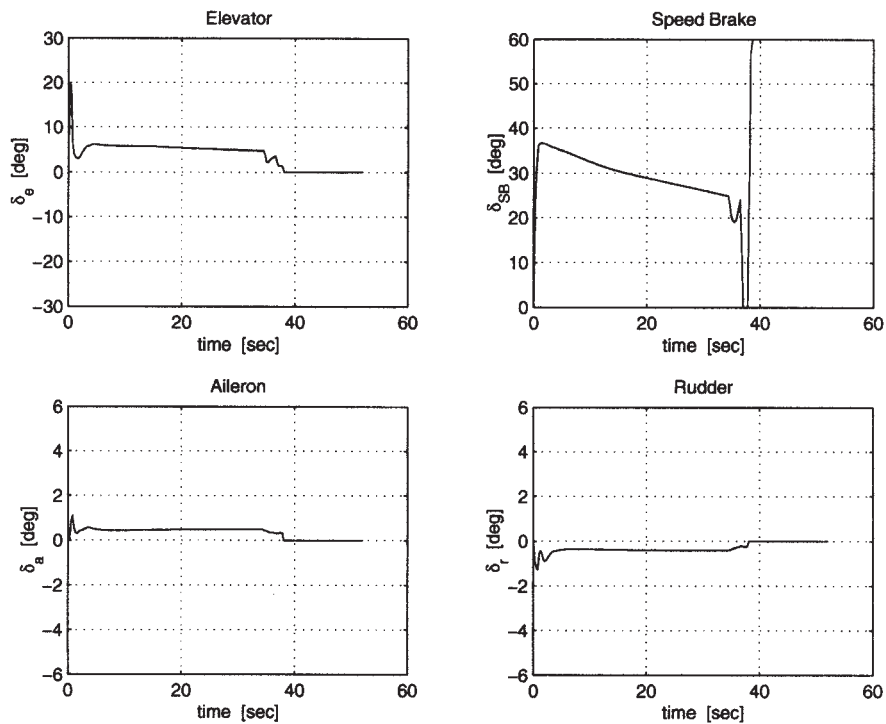 Elevator
30
20
10
0
−10
−20
−30
δe [deg]
0 20 40 60
time [sec]
Speed Brake
60
50
40
30
20
10
0
δSB [deg]
0 20 40 60
time [sec]
Aileron
6
4
2
0
−2
−4
−6
δa [deg]
0 20 40 60
time [sec]
Rudder
6
4
2
0
−2
−4
−6
δr [deg]
0 20 40 60
time [sec]